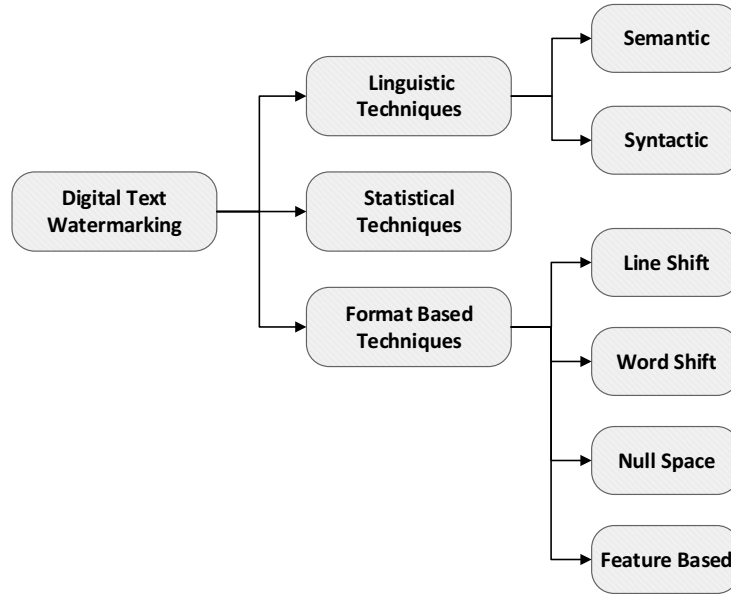 Semantic
Linguistic
Techniques
Syntactic
Digital Text
Watermarking
Statistical
Techniques
Line Shift
Format Based
Techniques
Word Shift
Null Space
Feature Based